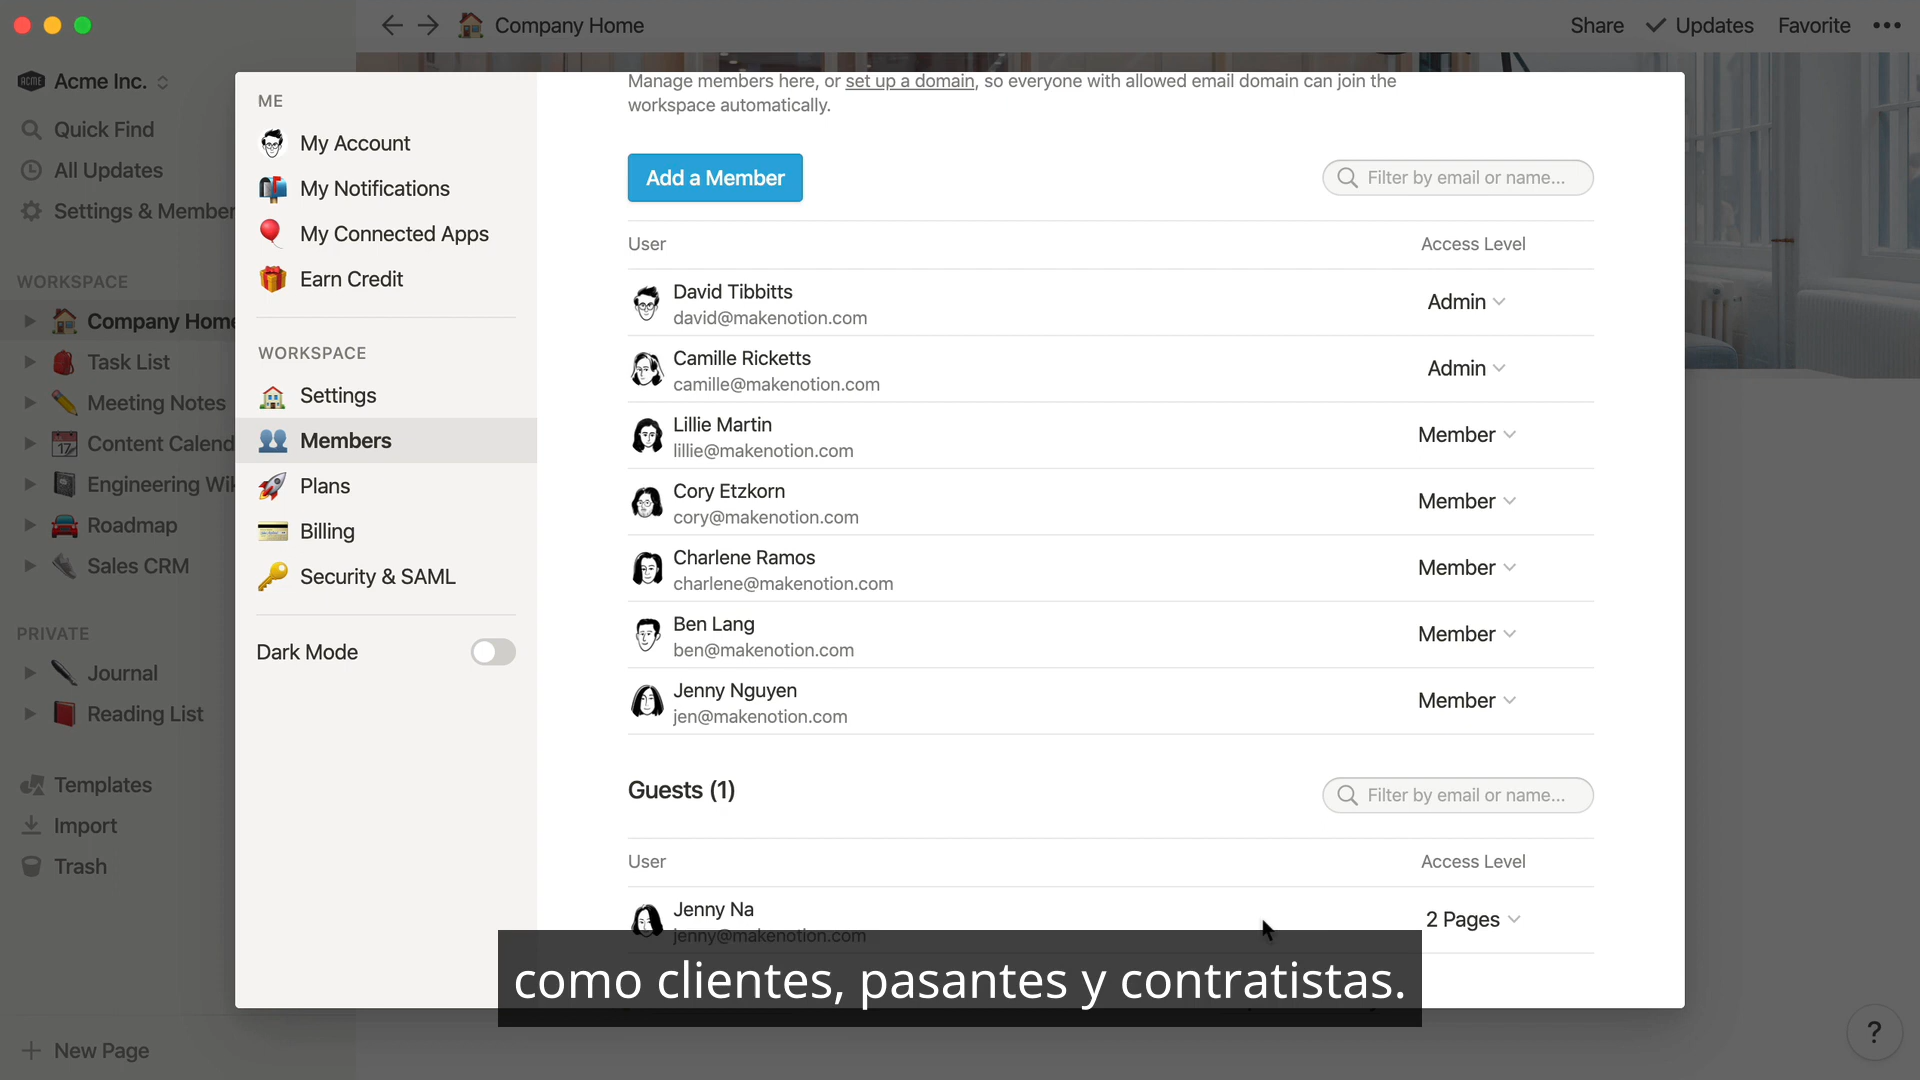 Company Home
Share
Updates
Favorite
ACME
Acme Inc.
Quick Find
All Updates
Settings & Member
WORKSPACE
Company Home
Task List
Meeting Notes
17
Content Calend
Engineering Wik
Roadmap
Sales CRM
PRIVATE
Journal
Reading List
Templates
Import
Trash
New Page
ME
My Account
My Notifications
My Connected Apps
Earn Credit
WORKSPACE
Settings
Members
Plans
Billing
Security & SAML
Dark Mode
Manage members here, or set up a domain, so everyone with allowed email domain can join the
workspace automatically.
Add a Member
Filter by email or name...
User
Access Level
David Tibbitts
david@makenotion.com
Admin
Camille Ricketts
camille@makenotion.com
Admin
Lillie Martin
lillie@makenotion.com
Member
Cory Etzkorn
cory@makenotion.com
Member
Charlene Ramos
charlene@makenotion.com
Member
Ben Lang
ben@makenotion.com
Member
Jenny Nguyen
jen@makenotion.com
Member
Guests (1)
Filter by email or name...
User
Access Level
Jenny Na
jenny@makenotion.com
2 Pages
como clientes, pasantes y contratistas.
?